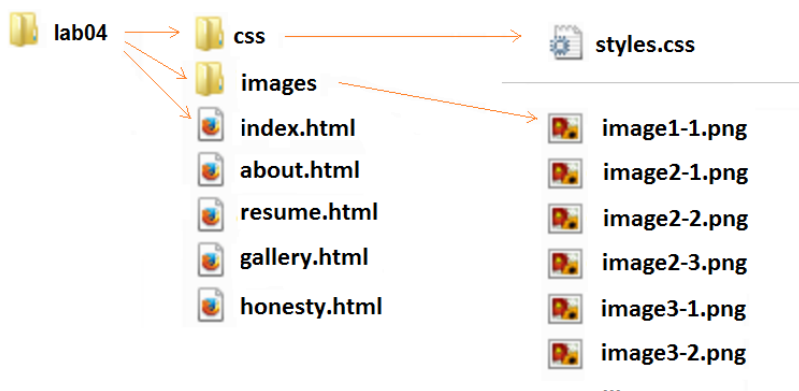 lab04
css
styles.css
images
index.html
image1-1.png
about.html
image2-1.png
resume.html
image2-2.png
gallery.html
image2-3.png
honesty.html
image3-1.png
image3-2.png